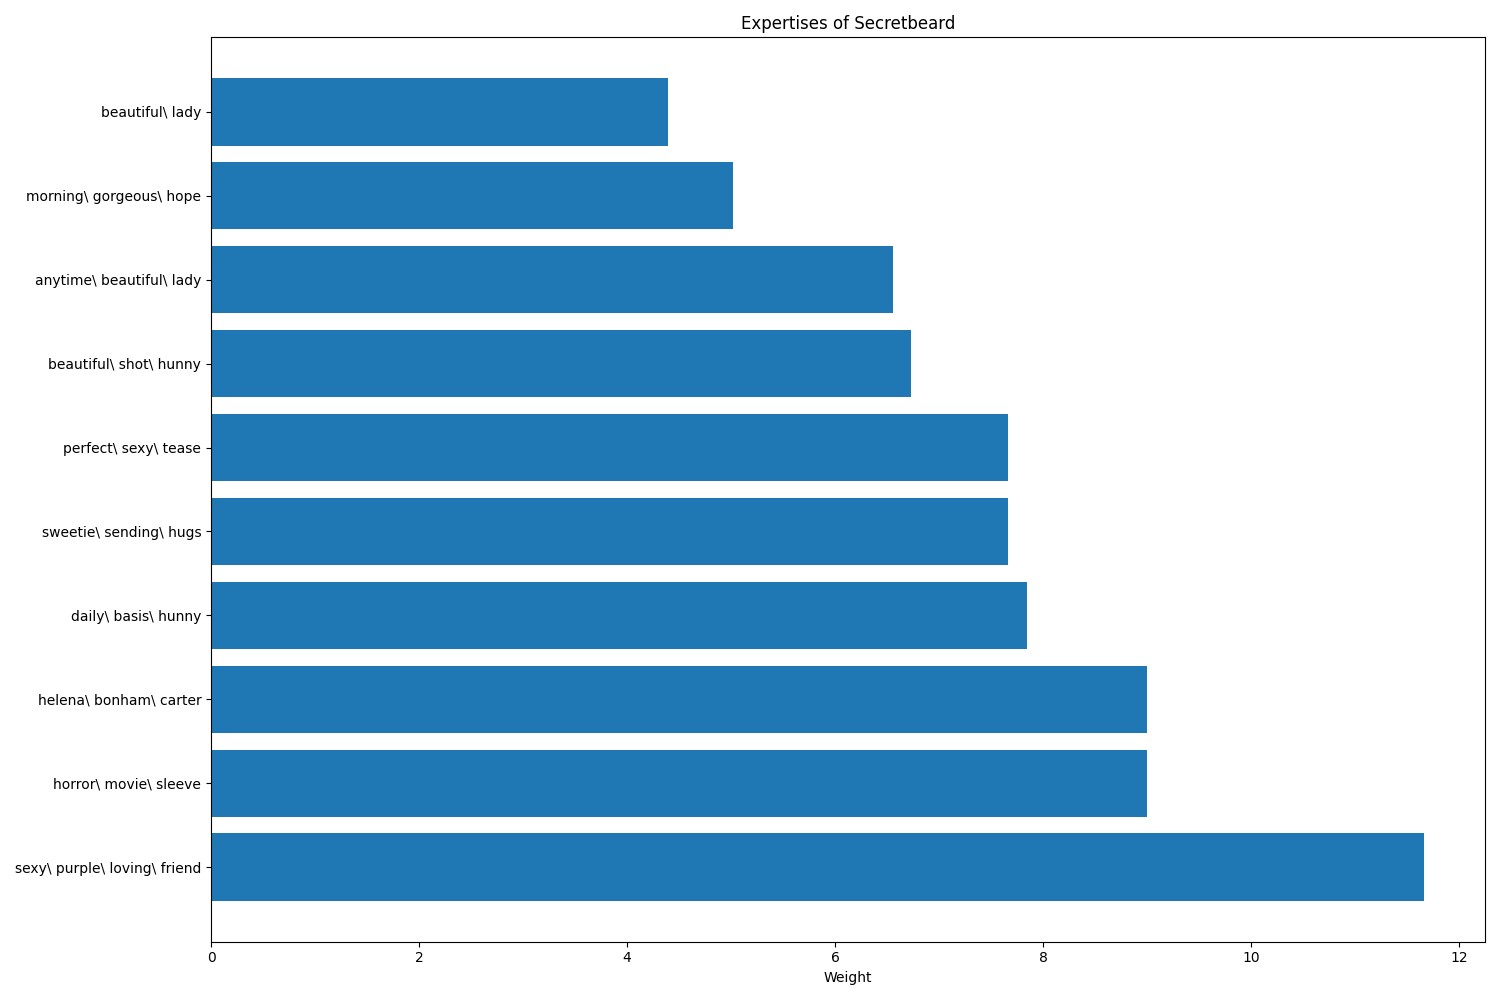 Expertises of Secretbeard
beautiful\ lady
morning\ gorgeous\ hope
anytime\ beautiful\ lady
beautiful\ shot\ hunny
perfect\ sexy\ tease
sweetie\ sending\ hugs
daily\ basis\ hunny
helena\ bonham\ carter
horror\ movie\ sleeve
sexy\ purple\ loving\ friend
0 2 4 6 8 10 12
Weight